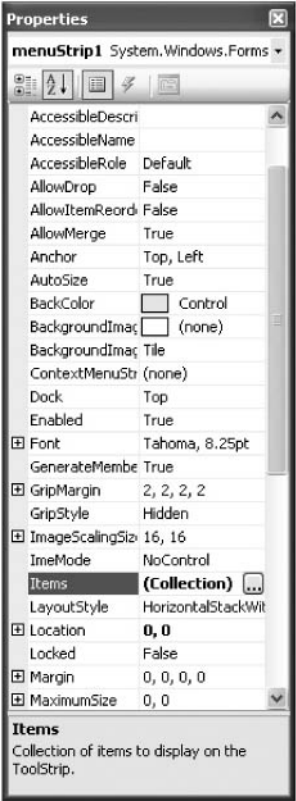 Properties
menuStrip1 System.Windows.Forms
AccessibleDescri
AccessibleName
AccessibleRole Default
AllowDrop False
AllowItemReord False
AllowMerge True
Anchor Top, Left
AutoSize True
BackColor Control
BackgroundImag (none)
BackgroundImag Tile
ContextMenuStr (none)
Dock Top
Enabled True
Font Tahoma, 8.25pt
GenerateMembe True
GripMargin 2, 2, 2, 2
GripStyle Hidden
ImageScalingSiz 16, 16
ImeMode NoControl
Items (Collection) ...
LayoutStyle HorizontalStackWit
Location 0, 0
Locked False
Margin 0, 0, 0, 0
MaximumSize 0, 0
Items
Collection of items to display on the
ToolStrip.